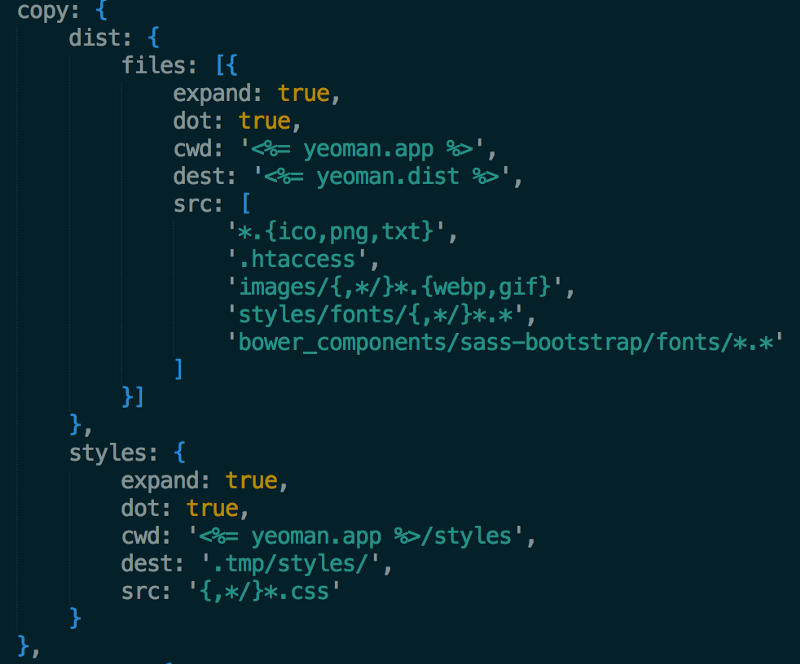 copy: {
    dist: {
        files: [{
            expand: true,
            dot: true,
            cwd: '<%= yeoman.app %>',
            dest: '<%= yeoman.dist %>',
            src: [
                '*.{ico,png,txt}',
                '.htaccess',
                'images/{,*/}*.{webp,gif}',
                'styles/fonts/{,*/}*.*',
                'bower_components/sass-bootstrap/fonts/*.*'
            ]
        }]
    },
    styles: {
        expand: true,
        dot: true,
        cwd: '<%= yeoman.app %>/styles',
        dest: '.tmp/styles/',
        src: '{,*/}*.css'
    }
},